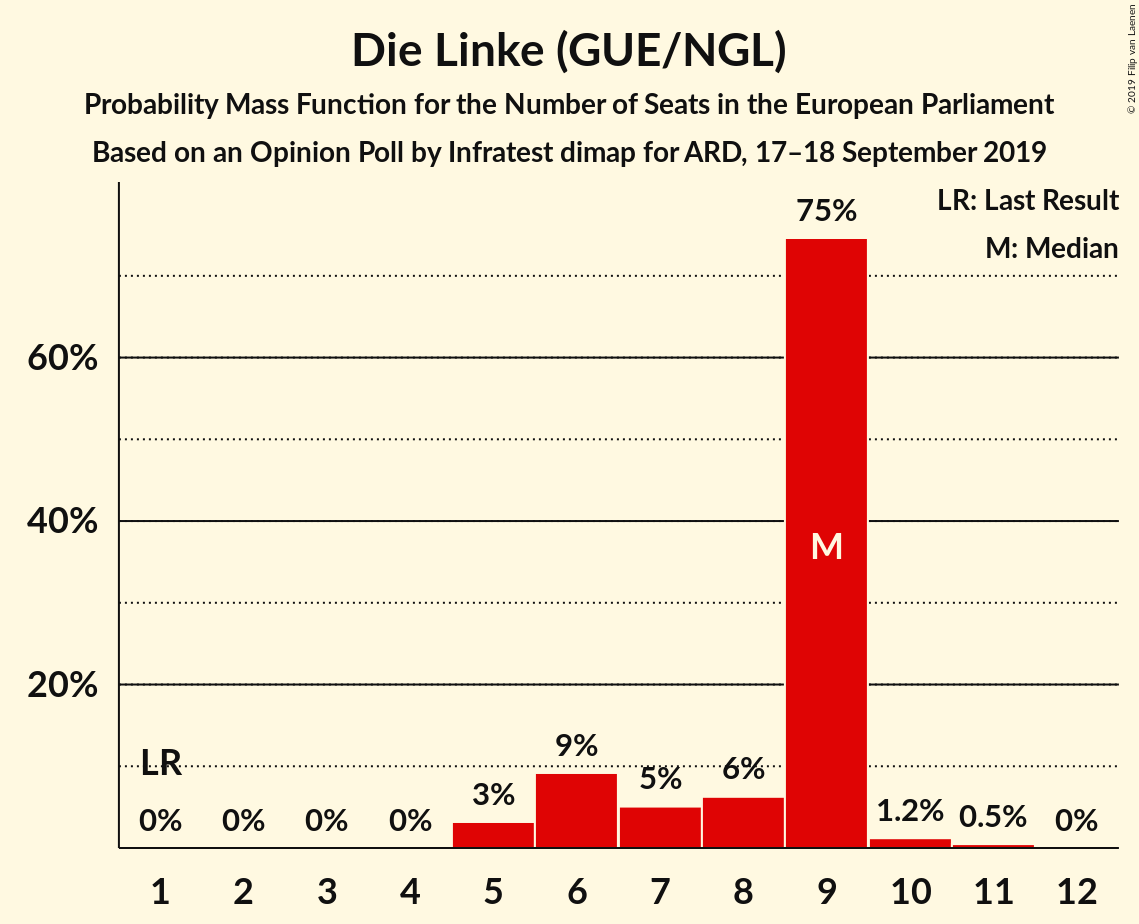 Die Linke (GUE/NGL)
Probability Mass Function for the Number of Seats in the European Parliament
Based on an Opinion Poll by Infratest dimap for ARD, 17–18 September 2019
© 2019 Filip van Laenen
LR: Last Result
M: Median
75%
60%
40%
M
20%
LR
9%
6%
5%
3%
0%
0%
0%
0%
1.2%
0.5%
0%
1 2 3 4 5 6 7 8 9 10 11 12